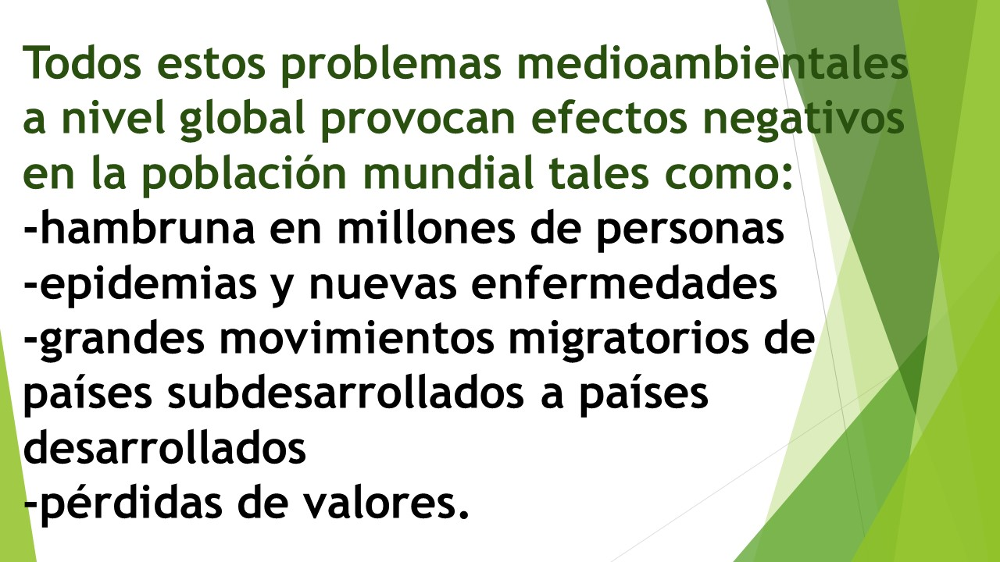 Todos estos problemas medioambientales
a nivel global provocan efectos negativos
en la población mundial tales como:
-hambruna en millones de personas
-epidemias y nuevas enfermedades
-grandes movimientos migratorios de
países subdesarrollados a países
desarrollados
-pérdidas de valores.